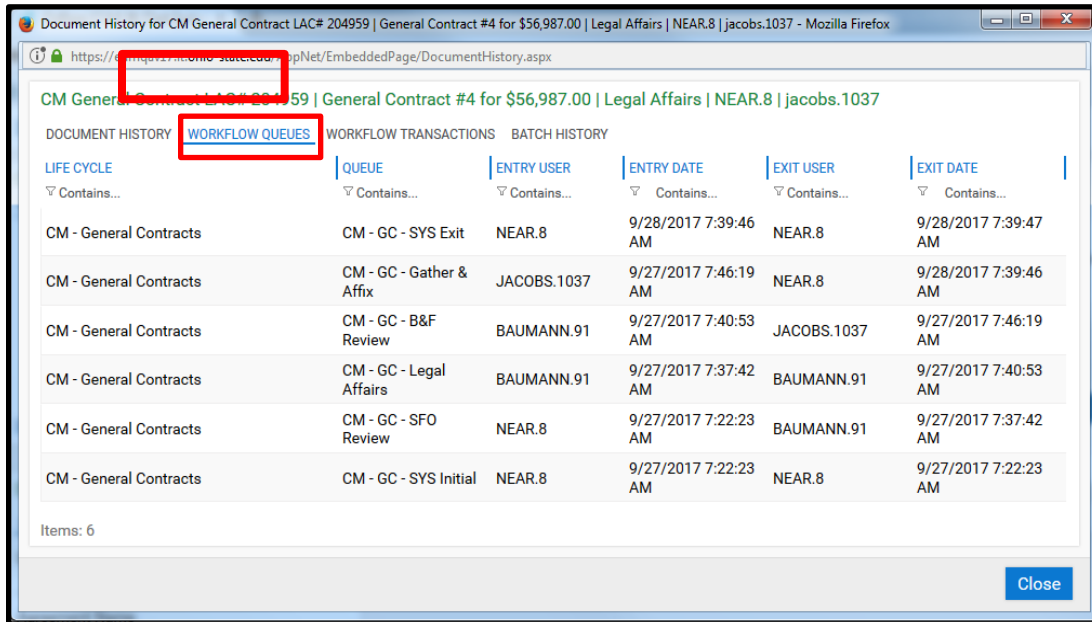 Document History for CM General Contract LAC# 204959 | General Contract #4 for $56,987.00 | Legal Affairs | NEAR.8 | jacobs.1037 - Mozilla Firefox
ohio-state.edu/AppNet/EmbeddedPage/DocumentHistory.aspx
CM General Contract LAC# 204959 | General Contract #4 for $56,987.00 | Legal Affairs | NEAR.8 | jacobs.1037
DOCUMENT HISTORY WORKFLOW QUEUES WORKFLOW TRANSACTIONS BATCH HISTORY
LIFE CYCLE QUEUE ENTRY USER ENTRY DATE EXIT USER EXIT DATE
Contains... Contains... Contains... Contains... Contains... Contains...
CM - General Contracts CM - GC - SYS Exit NEAR.8 9/28/2017 7:39:46 NEAR.8 9/28/2017 7:39:47
AM AM
CM - General Contracts CM - GC - Gather & JACOBS.1037 9/27/2017 7:46:19 NEAR.8 9/28/2017 7:39:46
Affix AM AM
CM - General Contracts CM - GC - B&F BAUMANN.91 9/27/2017 7:40:53 JACOBS.1037 9/27/2017 7:46:19
Review AM AM
CM - General Contracts CM - GC - Legal BAUMANN.91 9/27/2017 7:37:42 BAUMANN.91 9/27/2017 7:40:53
Affairs AM AM
CM - General Contracts CM - GC - SFO NEAR.8 9/27/2017 7:22:23 BAUMANN.91 9/27/2017 7:37:42
Review AM AM
CM - General Contracts CM - GC - SYS Initial NEAR.8 9/27/2017 7:22:23 NEAR.8 9/27/2017 7:22:23
AM AM
Items: 6
Close